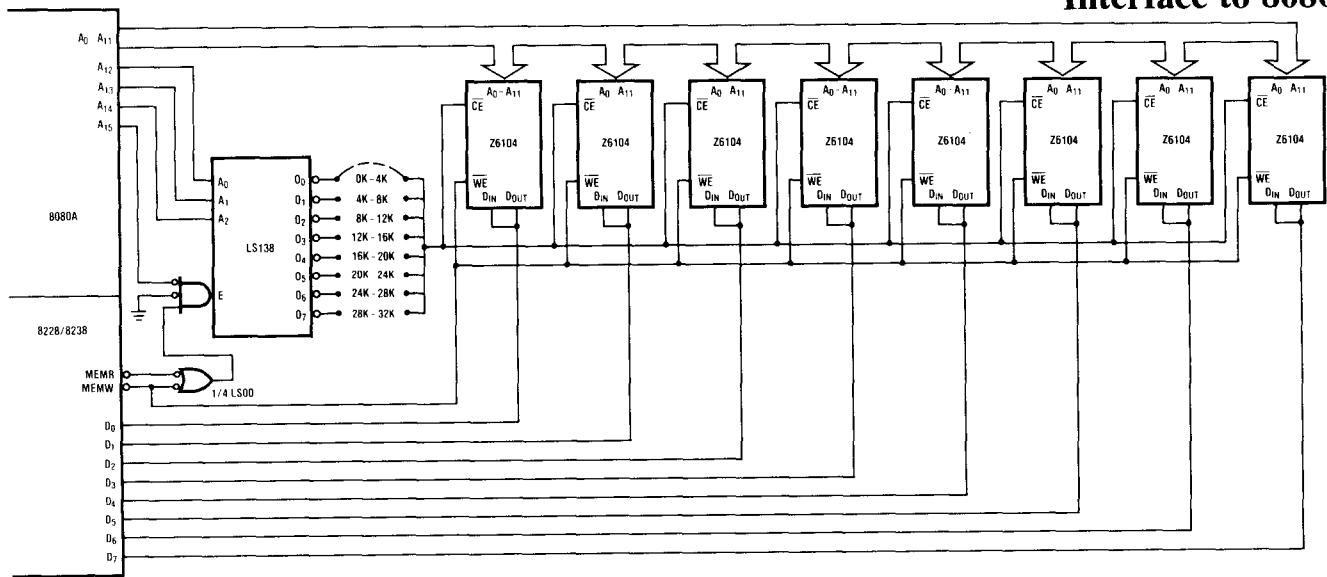 Interface to 8080
A0 A11
A12
A13
A14
A15
8080A
8228/8238
MEMR
MEMW
D0
D1
D2
D3
D4
D5
D6
D7
A0
A1
A2
LS138
E
O0
O1
O2
O3
O4
O5
O6
O7
0K-4K
4K-8K
8K-12K
12K-16K
16K-20K
20K 24K
24K-28K
28K-32K
1/4 LS00
A0-A11
CE
Z6104
WE
DIN DOUT
A0 A11
CE
Z6104
WE
DIN DOUT
A0-A11
CE
Z6104
WE
DIN DOUT
A0-A11
CE
Z6104
WE
DIN DOUT
A0-A11
CE
Z6104
WE
DIN DOUT
A0 A11
CE
Z6104
WE
DIN DOUT
A0 A11
CE
Z6104
WE
DIN DOUT
A0 A11
CE
Z6104
WE
DIN DOUT